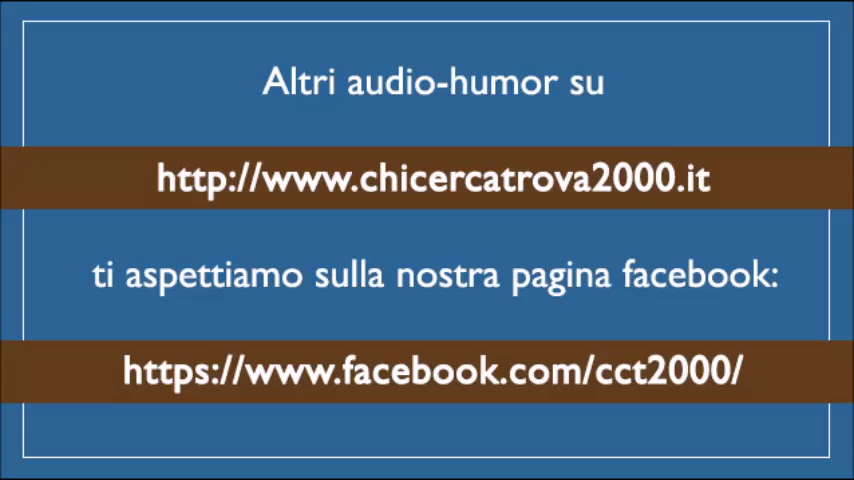 Altri audio-humor su
http://www.chicercatrova2000.it
ti aspettiamo sulla nostra pagina facebook:
https://www.facebook.com/cct2000/